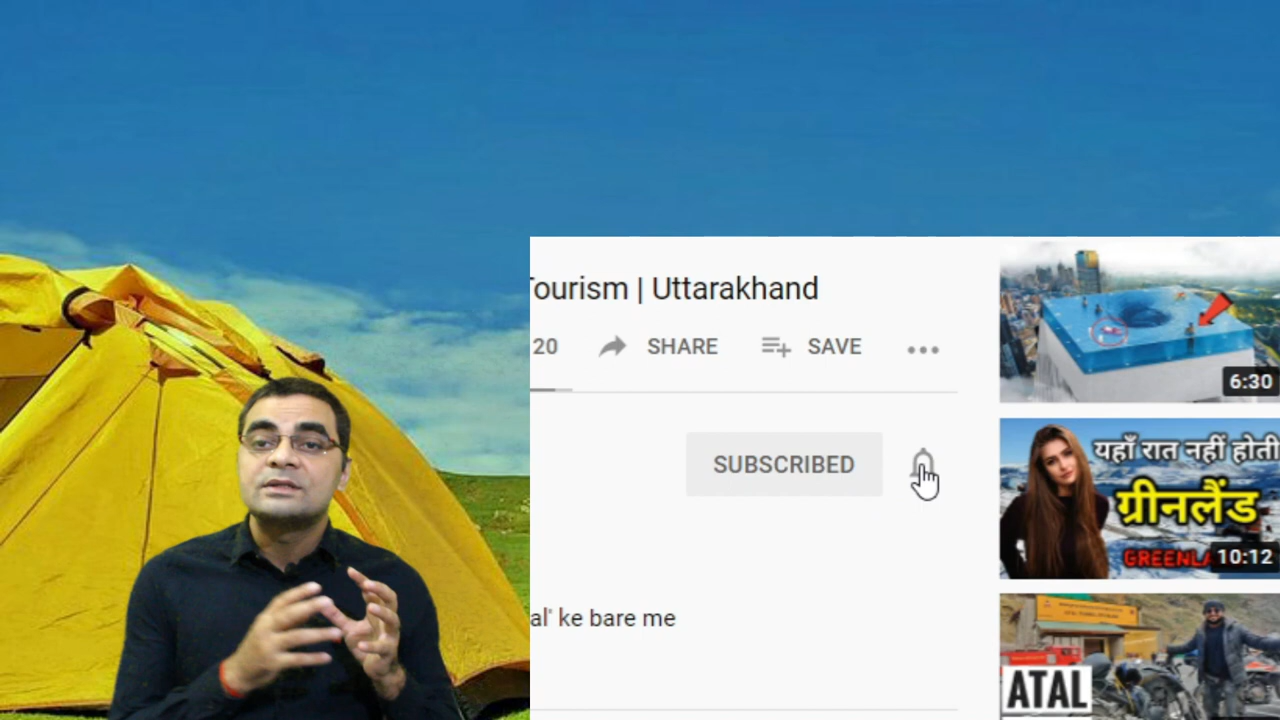 Tourism | Uttarakhand
20 SHARE SAVE
6:30
SUBSCRIBED
यहाँ रात नहीं होती
ग्रीनलैंड
10:12
al' ke bare me
ATAL